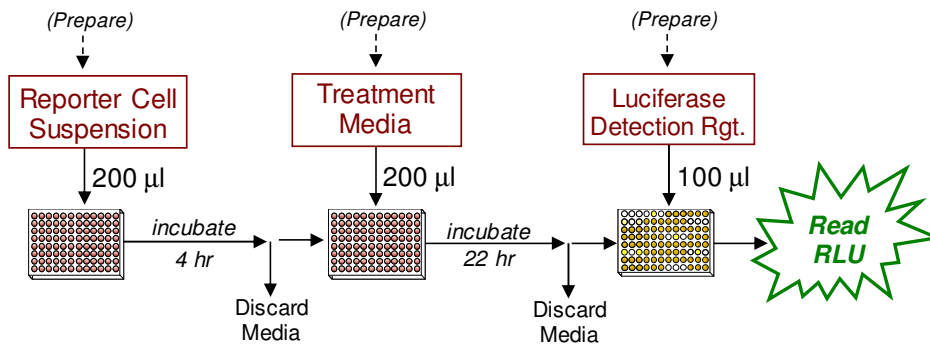 (Prepare)
(Prepare)
(Prepare)
Reporter Cell
Suspension
Treatment
Media
Luciferase
Detection Rgt.
200 µl
200 µl
100 µl
incubate
4 hr
incubate
22 hr
Read
RLU
Discard
Media
Discard
Media